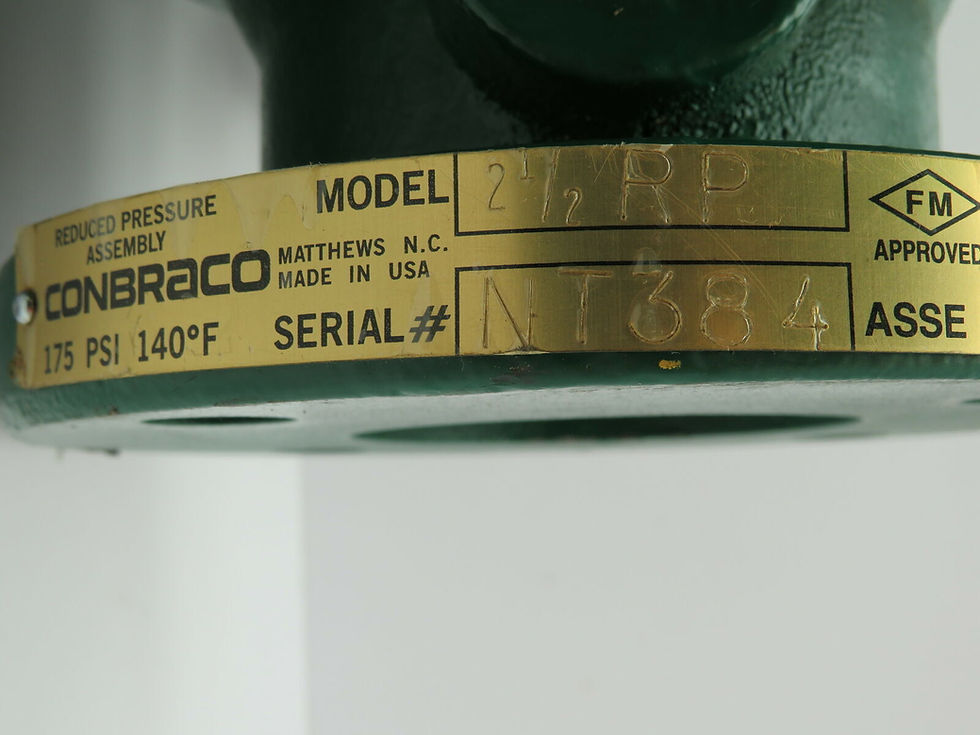 REDUCED PRESSURE
ASSEMBLY
CONBRACO
175 PSI 140°F
MATTHEWS N.C.
MADE IN USA
MODEL 2 1/2 RP
SERIAL# NT384
FM
APPROVED
ASSE